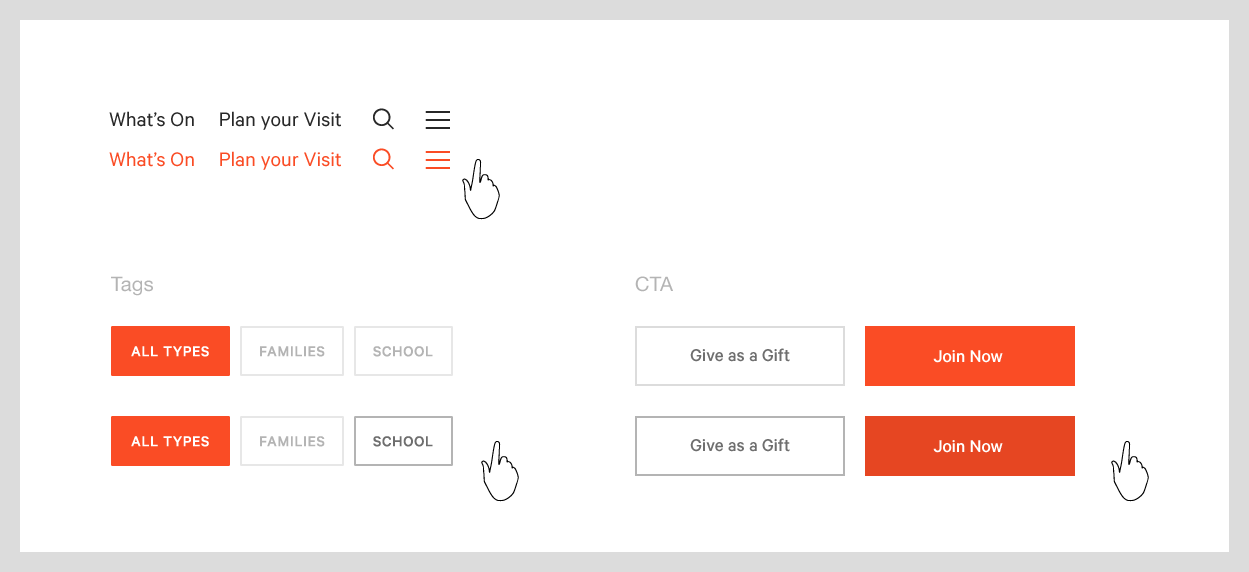 What's On Plan your Visit
What's On Plan your Visit
Tags
CTA
ALL TYPES FAMILIES SCHOOL
Give as a Gift Join Now
ALL TYPES FAMILIES SCHOOL
Give as a Gift Join Now